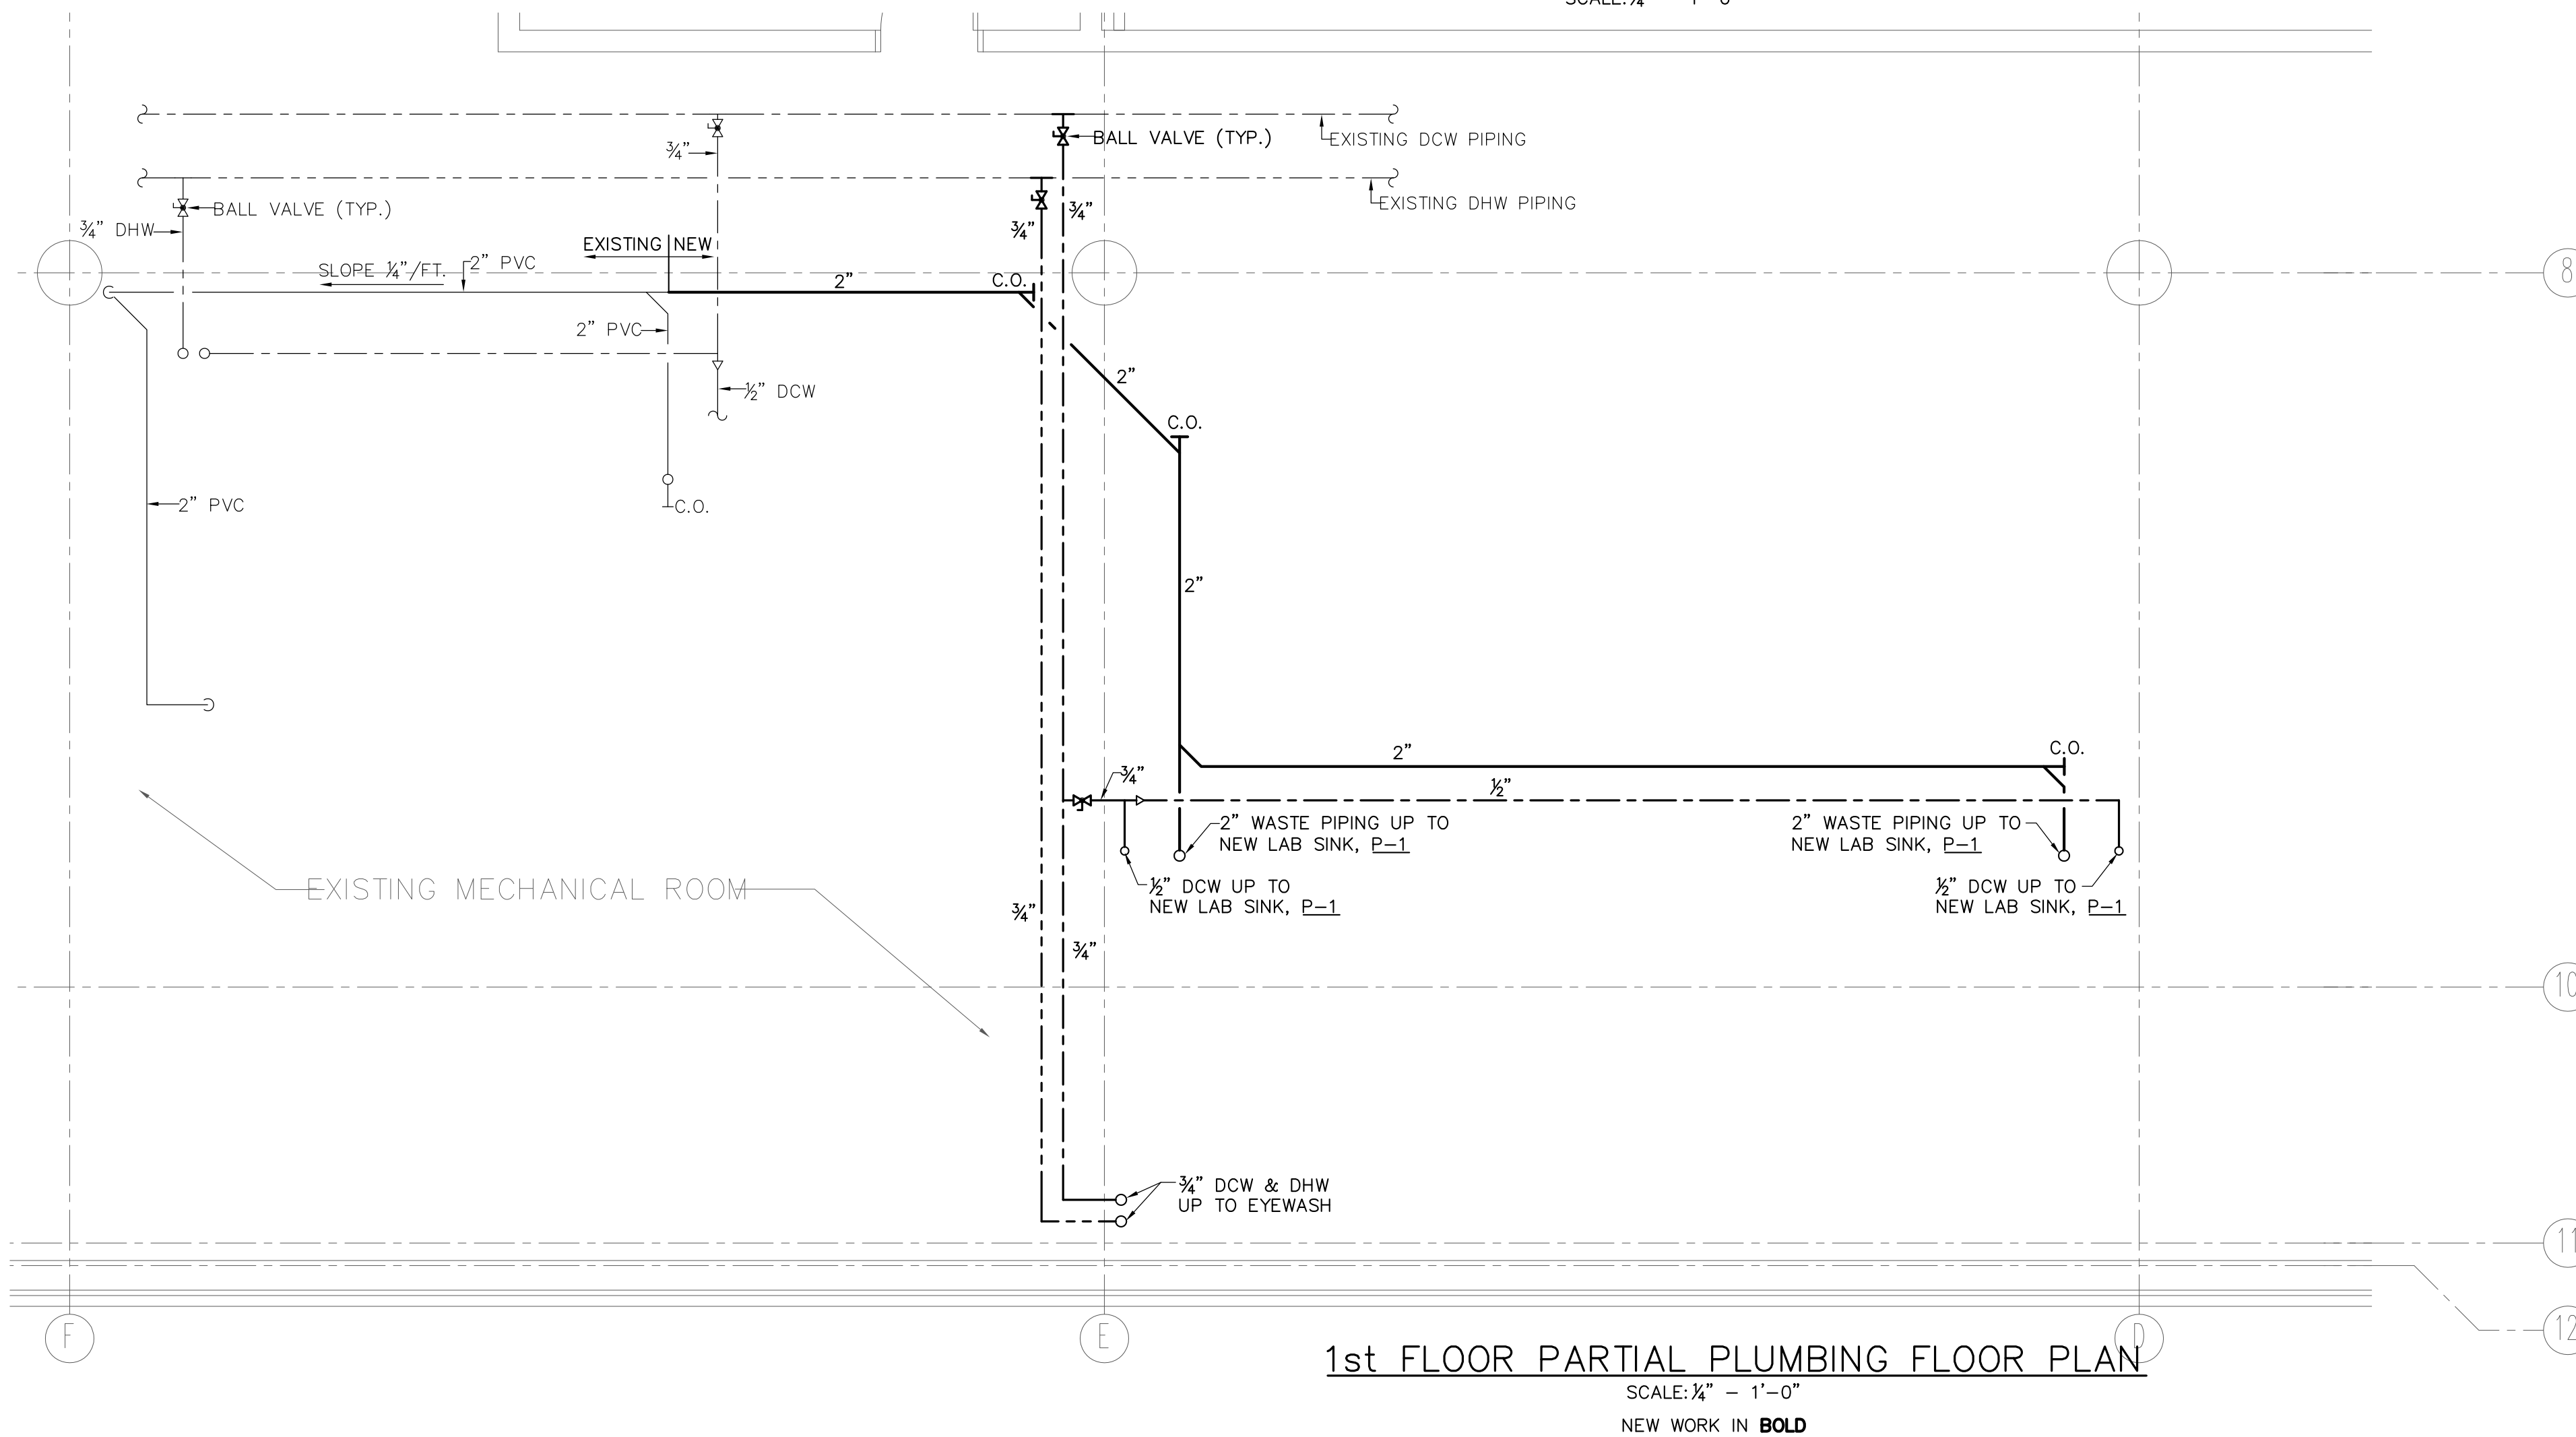 BALL VALVE (TYP.)
EXISTING DCW PIPING
¾"
EXISTING DHW PIPING
BALL VALVE (TYP.)
¾"
¾"
¾" DHW
EXISTING NEW
SLOPE ¼"/FT.
2" PVC
2"
C.O.
8
2" PVC
2"
½" DCW
C.O.
2" PVC
C.O.
2"
2"
C.O.
¾"
½"
2" WASTE PIPING UP TO
NEW LAB SINK, P-1
2" WASTE PIPING UP TO
NEW LAB SINK, P-1
½" DCW UP TO
NEW LAB SINK, P-1
½" DCW UP TO
NEW LAB SINK, P-1
EXISTING MECHANICAL ROOM
¾"
¾"
10
¾" DCW & DHW
UP TO EYEWASH
11
12
F
E
D
1st FLOOR PARTIAL PLUMBING FLOOR PLAN
SCALE:¼" - 1'-0"
NEW WORK IN BOLD